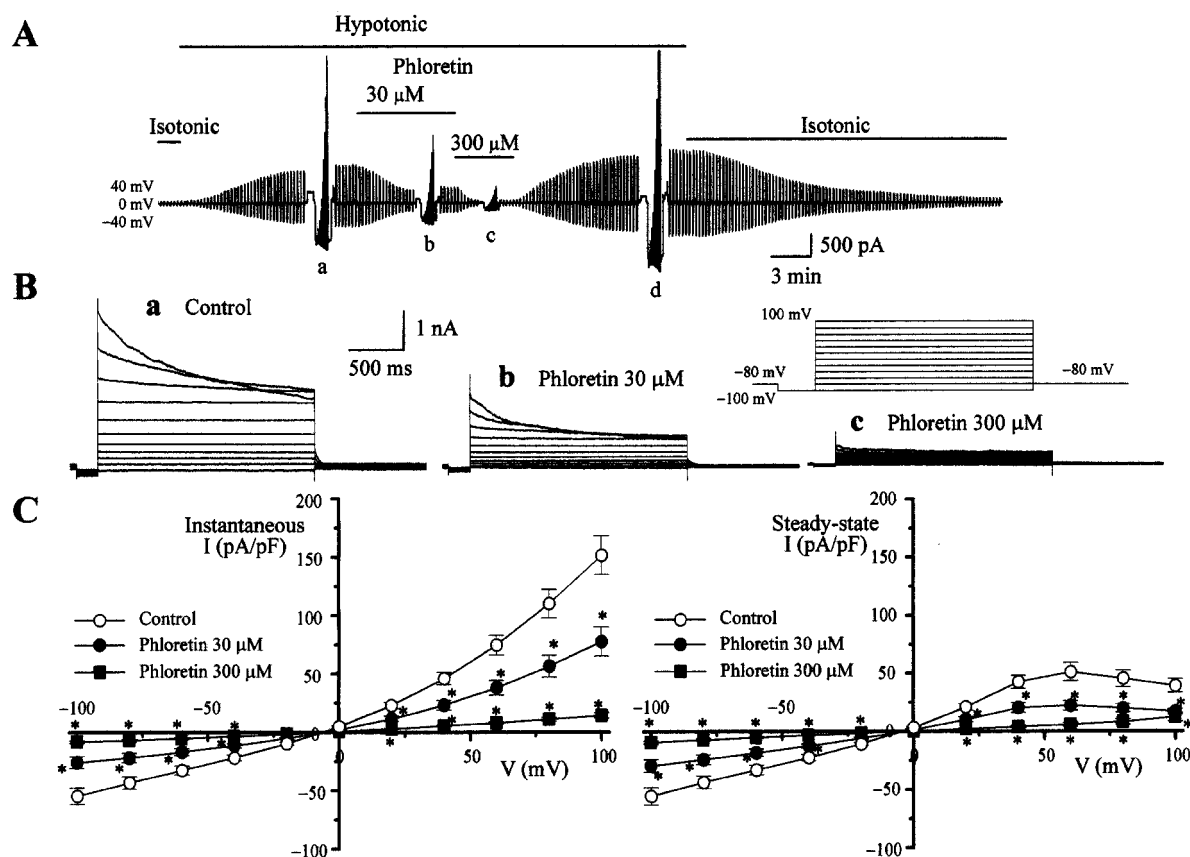 A
Hypotonic
Phloretin
30 μM
Isotonic
300 μM
Isotonic
40 mV
0 mV
−40 mV
a
b
c
d
500 pA
3 min
B
a Control
1 nA
500 ms
b Phloretin 30 μM
100 mV
−80 mV
−80 mV
−100 mV
c Phloretin 300 μM
C
Instantaneous
I (pA/pF)
200
150
100
50
−50
−100
Control
Phloretin 30 μM
Phloretin 300 μM
−100
−50
0
50
100
V (mV)
Steady-state
I (pA/pF)
200
150
100
50
−50
−100
Control
Phloretin 30 μM
Phloretin 300 μM
−100
−50
0
50
100
V (mV)